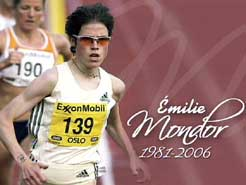 190
ExxonMobil
139
OSLO
Émilie
Mondor
1981-2006